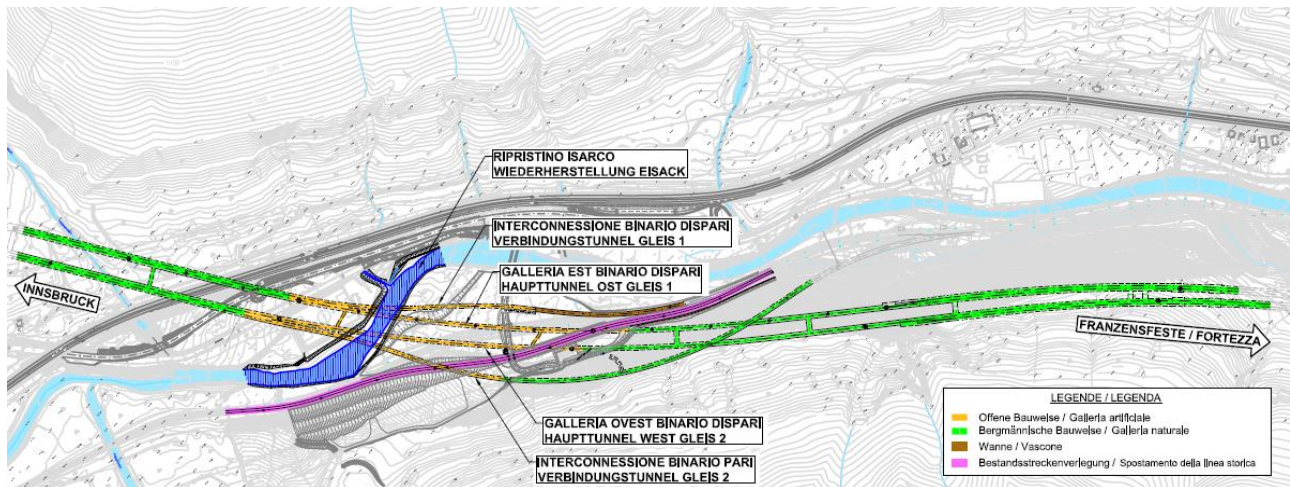 RIPRISTINO ISARCO
WIEDERHERSTELLUNG EISACK
INTERCONNESSIONE BINARIO DISPARI
VERBINDUNGSTUNNEL GLEIS 1
GALLERIA EST BINARIO DISPARI
HAUPTTUNNEL OST GLEIS 1
INNSBRUCK
FRANZENSFESTE / FORTEZZA
GALLERIA OVEST BINARIO DISPARI
HAUPTTUNNEL WEST GLEIS 2
INTERCONNESSIONE BINARIO PARI
VERBINDUNGSTUNNEL GLEIS 2
LEGENDE / LEGENDA
Offene Bauweise / Galleria artificiale
Bergmännische Bauweise / Galleria naturale
Wanne / Vascone
Bestandsstreckenverlegung / Spostamento della linea storica